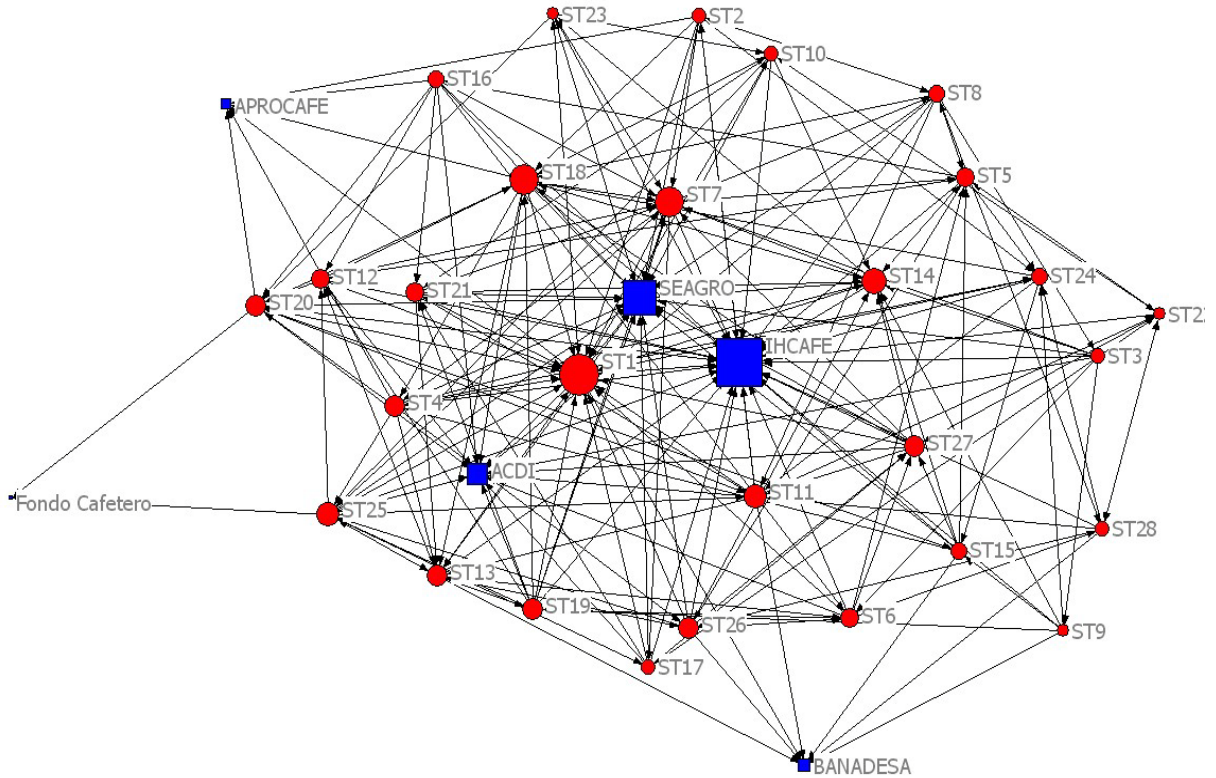 ST23
ST2
ST10
ST16
ST8
APROCAFE
ST18
ST5
ST7
ST12
ST21
SEAGRO
ST14
ST24
ST20
ST22
IHCAFE
ST3
ST1
ST4
ST27
ACDI
ST11
Fondo Cafetero
ST25
ST28
ST15
ST13
ST19
ST26
ST6
ST9
ST17
BANADESA